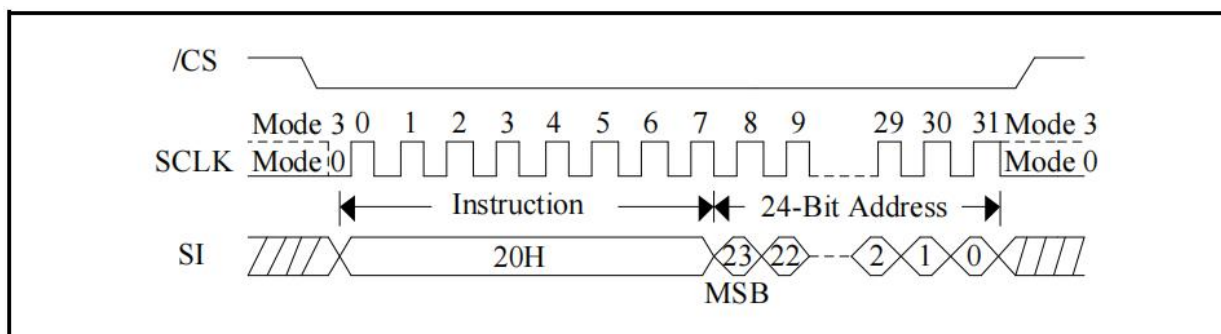 /CS
Mode 3 0 1 2 3 4 5 6 7 8 9 29 30 31 Mode 3
SCLK Mode 0 Mode 0
Instruction 24-Bit Address
SI 20H 23 22 2 1 0
MSB